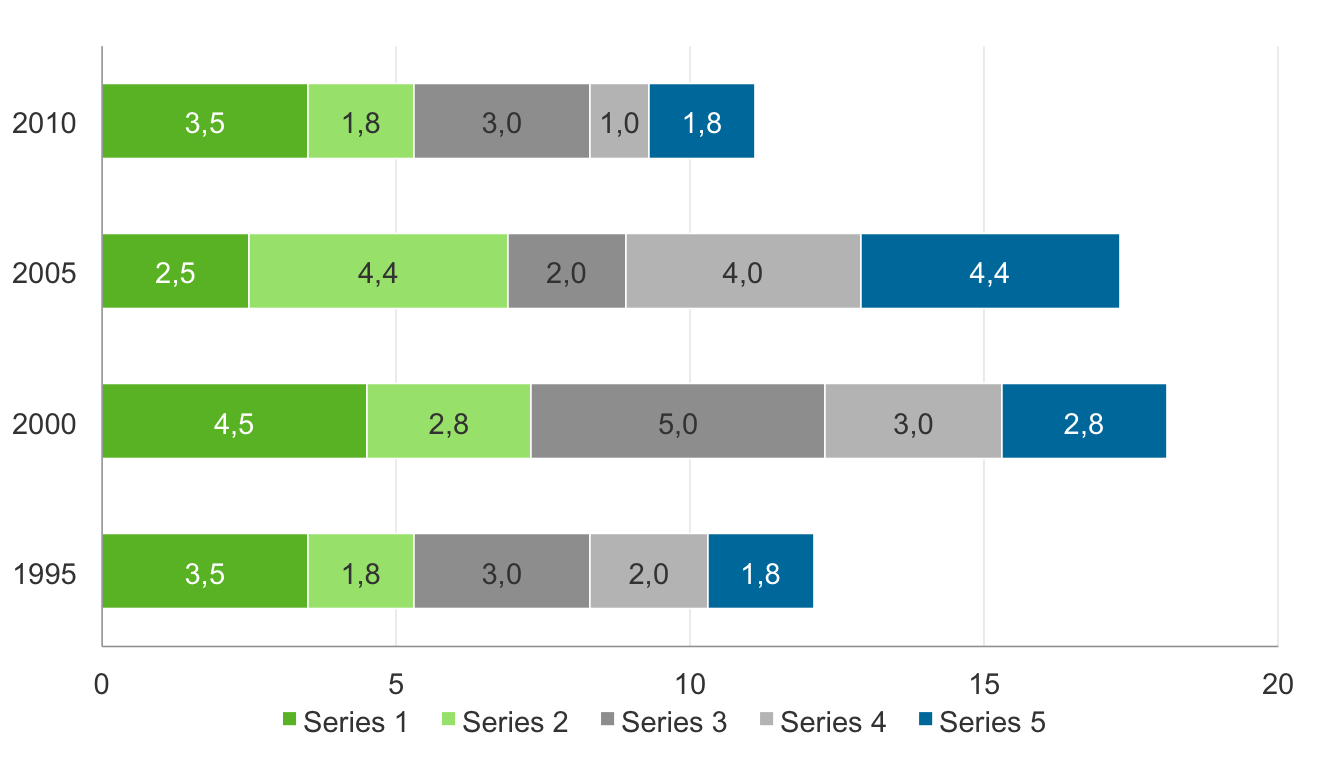 2010 3,5 1,8 3,0 1,0 1,8
2005 2,5 4,4 2,0 4,0 4,4
2000 4,5 2,8 5,0 3,0 2,8
1995 3,5 1,8 3,0 2,0 1,8
0 5 10 15 20
Series 1 Series 2 Series 3 Series 4 Series 5